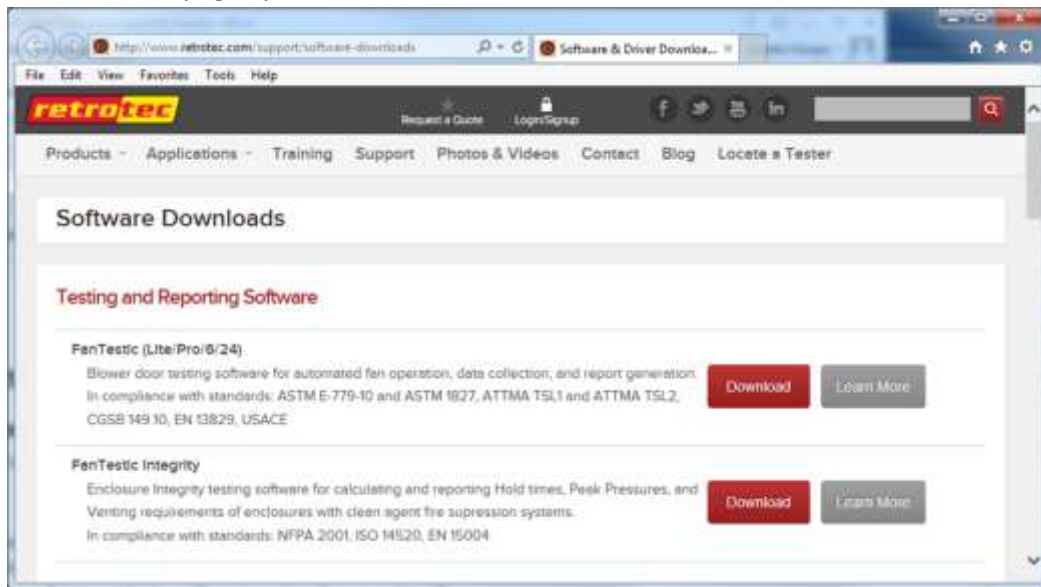 http://www.retrotec.com/support/software-downloads
Software & Driver Downloa...
File Edit View Favorites Tools Help
retrotec
Request a Quote Login/Signup
Products Applications Training Support Photos & Videos Contact Blog Locate a Tester
Software Downloads
Testing and Reporting Software
FanTestic (Lite/Pro/6/24)
Blower door testing software for automated fan operation, data collection, and report generation.
In compliance with standards: ASTM E-779-10 and ASTM 1827, ATTMA TSL1 and ATTMA TSL2,
CGSB 149.10, EN 13829, USACE
Download Learn More
FanTestic Integrity
Enclosure Integrity testing software for calculating and reporting Hold times, Peak Pressures, and
Venting requirements of enclosures with clean agent fire supression systems.
In compliance with standards: NFPA 2001, ISO 14520, EN 15004
Download Learn More